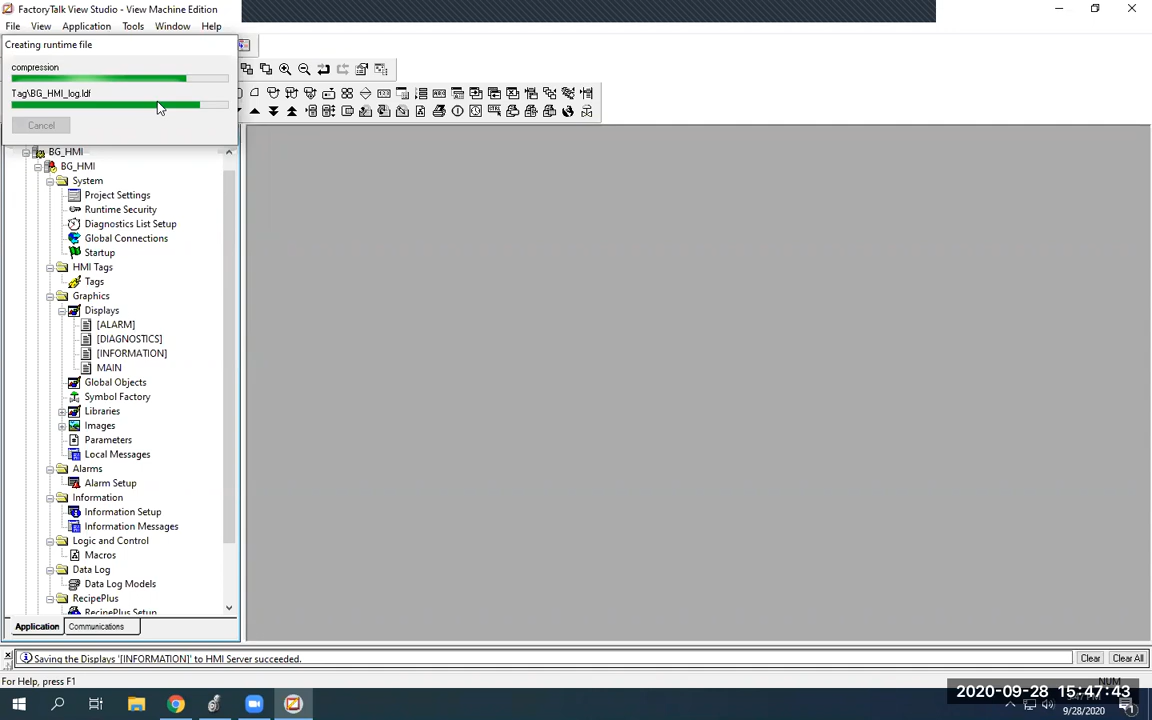 FactoryTalk View Studio - View Machine Edition
File View Application Tools Window Help
Creating runtime file
compression
Tag\BG_HMI_log.ldf
Cancel
BG_HMI
BG_HMI
System
Project Settings
Runtime Security
Diagnostics List Setup
Global Connections
Startup
HMI Tags
Tags
Graphics
Displays
[ALARM]
[DIAGNOSTICS]
[INFORMATION]
MAIN
Global Objects
Symbol Factory
Libraries
Images
Parameters
Local Messages
Alarms
Alarm Setup
Information
Information Setup
Information Messages
Logic and Control
Macros
Data Log
Data Log Models
RecipePlus
RecipePlus Setup
Application Communications
Saving the Displays '[INFORMATION]' to HMI Server succeeded.
Clear Clear All
For Help, press F1
NUM
2020-09-28 15:47:43
9/28/2020